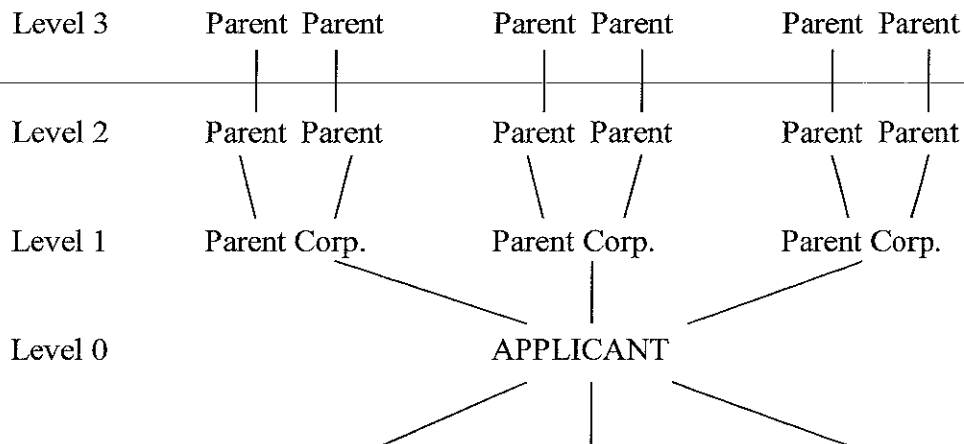 Level 3 Parent Parent Parent Parent Parent Parent
Level 2 Parent Parent Parent Parent Parent Parent
Level 1 Parent Corp. Parent Corp. Parent Corp.
Level 0 APPLICANT